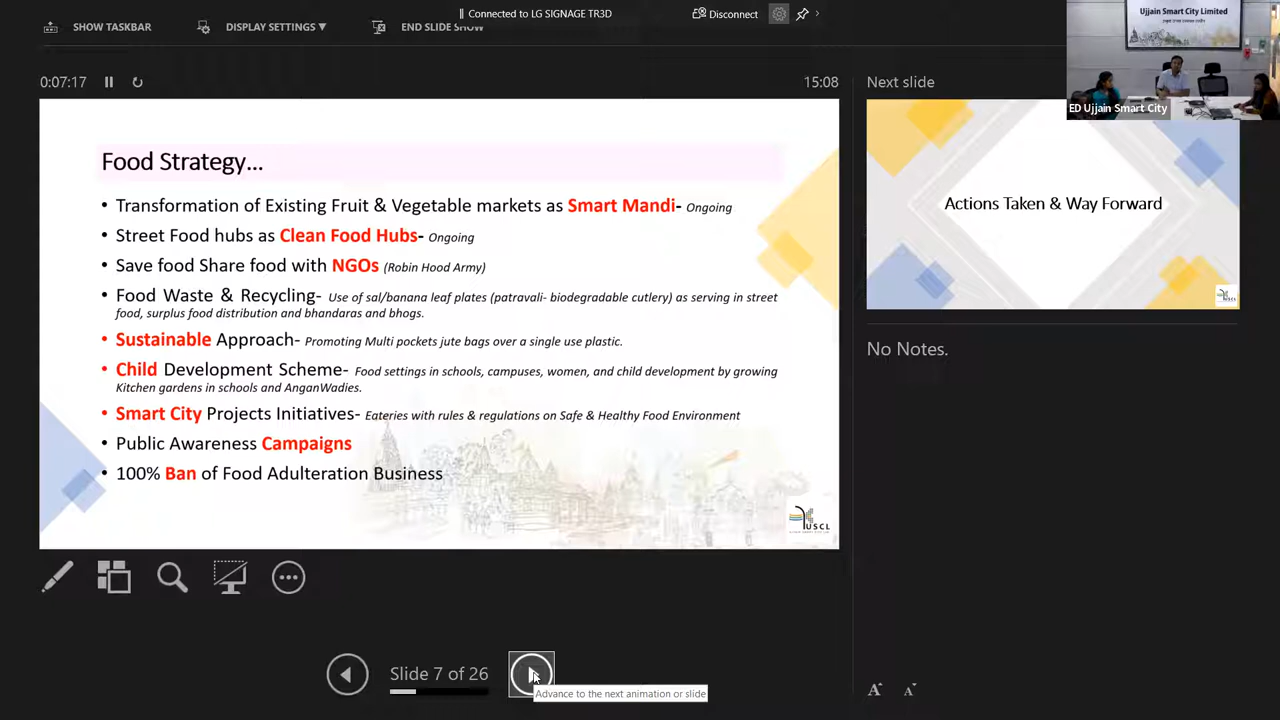 Connected to LG SIGNAGE TR3D
Disconnect
SHOW TASKBAR
DISPLAY SETTINGS ▼
END SLIDE SHOW
Ujjain Smart City Limited
ED Ujjain Smart City
0:07:17
15:08
Next slide
Food Strategy...
• Transformation of Existing Fruit & Vegetable markets as Smart Mandi- Ongoing
• Street Food hubs as Clean Food Hubs- Ongoing
• Save food Share food with NGOs (Robin Hood Army)
• Food Waste & Recycling- Use of sal/banana leaf plates (patravali- biodegradable cutlery) as serving in street
food, surplus food distribution and bhandaras and bhogs.
• Sustainable Approach- Promoting Multi pockets jute bags over a single use plastic.
• Child Development Scheme- Food settings in schools, campuses, women, and child development by growing
Kitchen gardens in schools and AnganWadies.
• Smart City Projects Initiatives- Eateries with rules & regulations on Safe & Healthy Food Environment
• Public Awareness Campaigns
• 100% Ban of Food Adulteration Business
USCL
Actions Taken & Way Forward
USCL
No Notes.
Slide 7 of 26
Advance to the next animation or slide
A A